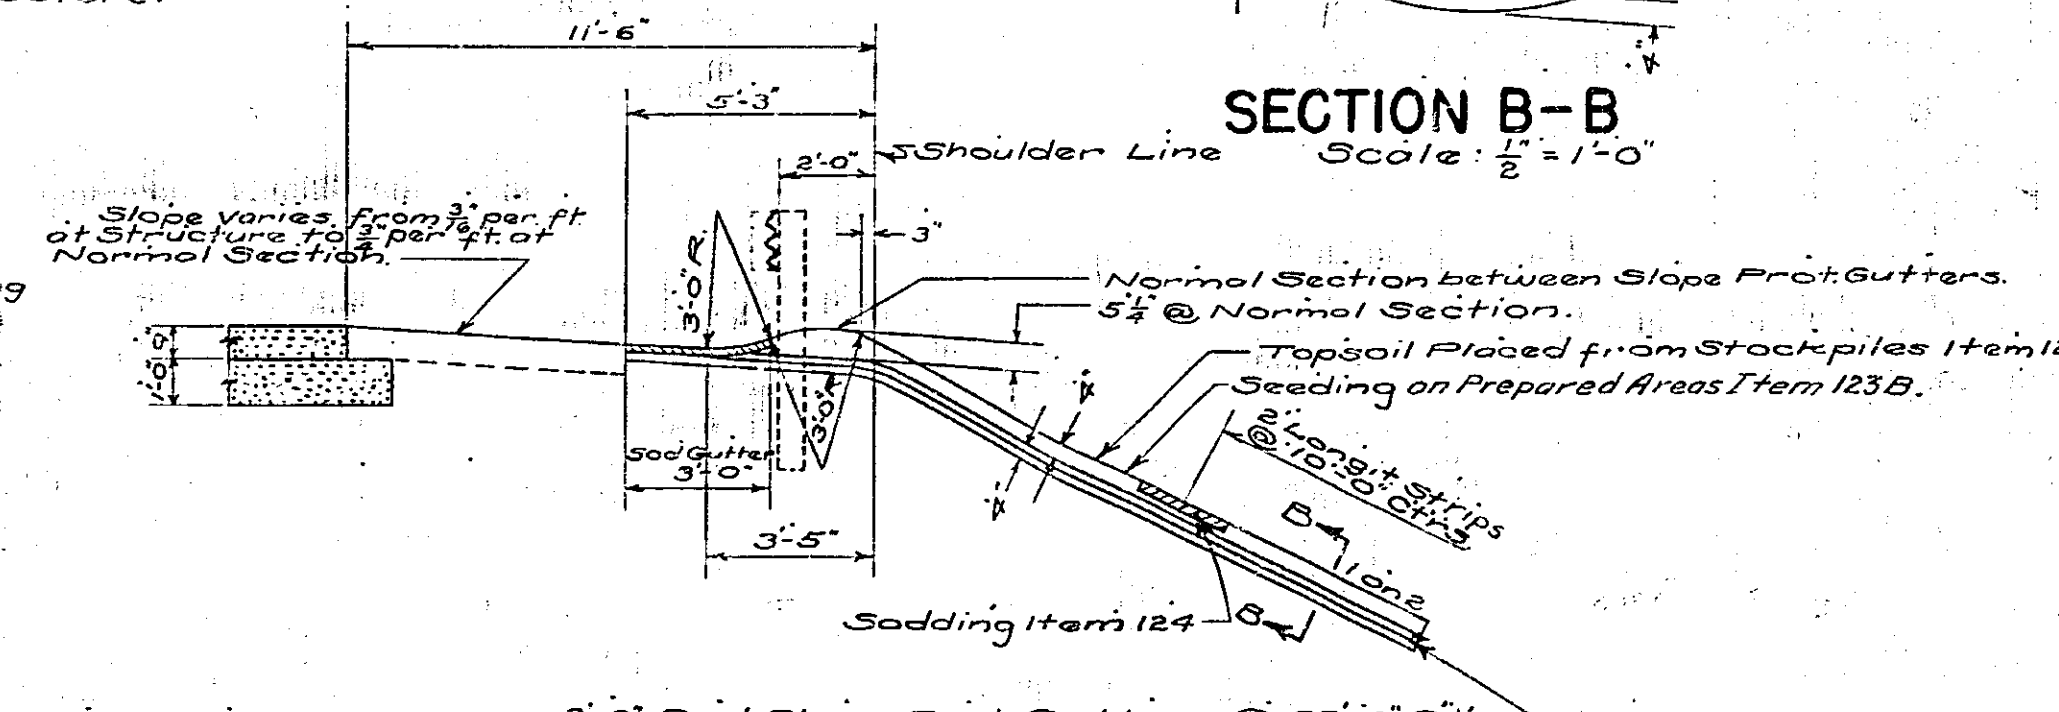 11'-6"
5'-3"
4"
SECTION B-B
Scale: 1/2" = 1'-0"
Shoulder Line
2'-0"
Slope varies from 3/16" per ft.
at Structure to 3/4" per ft. at
Normal Section.
3"
3'-0" R.
Normal Section between Slope Prot. Gutters.
5 1/4" @ Normal Section.
Topsoil Placed from Stockpiles Item
Seeding on Prepared Areas Item 123B.
1'-0"
3'-0" R
4"
2" Longit. Strips
@ 10'-0" Ctrs
Sod Gutter
3'-0"
4"
B
3'-5"
1 on 2
Sodding Item 124
B